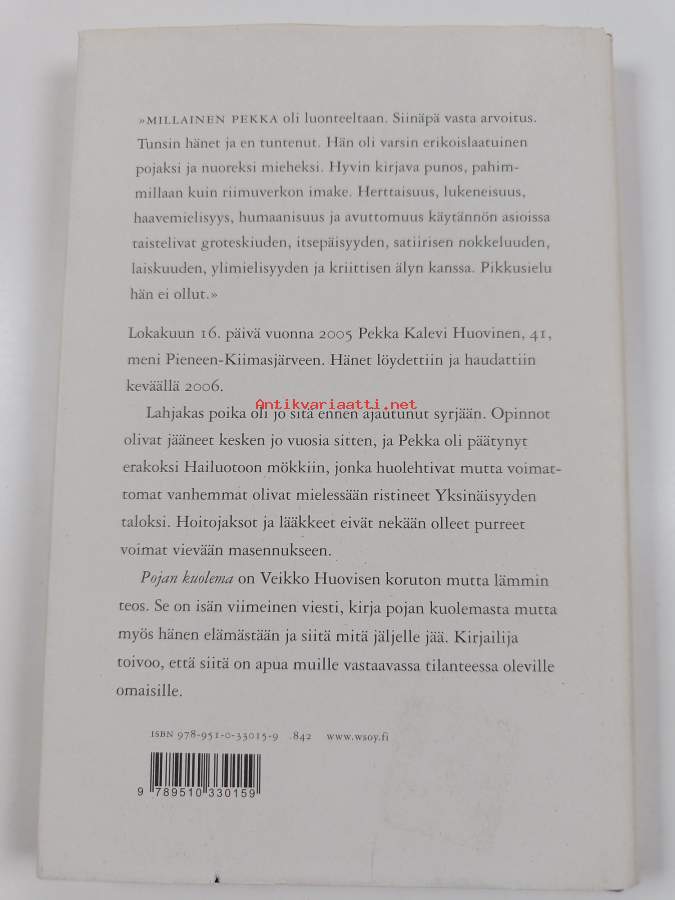 »MILLAINEN PEKKA oli luonteeltaan. Siinäpä vasta arvoitus.
Tunsin hänet ja en tuntenut. Hän oli varsin erikoislaatuinen
pojaksi ja nuoreksi mieheksi. Hyvin kirjava punos, pahim-
millaan kuin riimuverkon imake. Herttaisuus, lukeneisuus,
haavemielisyys, humaanisuus ja avuttomuus käytännön asioissa
taistelivat groteskiuden, itsepäisyyden, satiirisen nokkeluuden,
laiskuuden, ylimielisyyden ja kriittisen älyn kanssa. Pikkusielu
hän ei ollut.»
Lokakuun 16. päivä vuonna 2005 Pekka Kalevi Huovinen, 41,
meni Pieneen-Kiimasjärveen. Hänet löydettiin ja haudattiin
keväällä 2006.
Antikvariaatti.net
Lahjakas poika oli jo sitä ennen ajautunut syrjään. Opinnot
olivat jääneet kesken jo vuosia sitten, ja Pekka oli päätynyt
erakoksi Hailuotoon mökkiin, jonka huolehtivat mutta voimat-
tomat vanhemmat olivat mielessään ristineet Yksinäisyyden
taloksi. Hoitojaksot ja lääkkeet eivät nekään olleet purreet
voimat vievään masennukseen.
Pojan kuolema on Veikko Huovisen koruton mutta lämmin
teos. Se on isän viimeinen viesti, kirja pojan kuolemasta mutta
myös hänen elämästään ja siitä mitä jäljelle jää. Kirjailija
toivoo, että siitä on apua muille vastaavassa tilanteessa oleville
omaisille.
ISBN 978-951-0-33015-9 .842 www.wsoy.fi
9 789510 330159